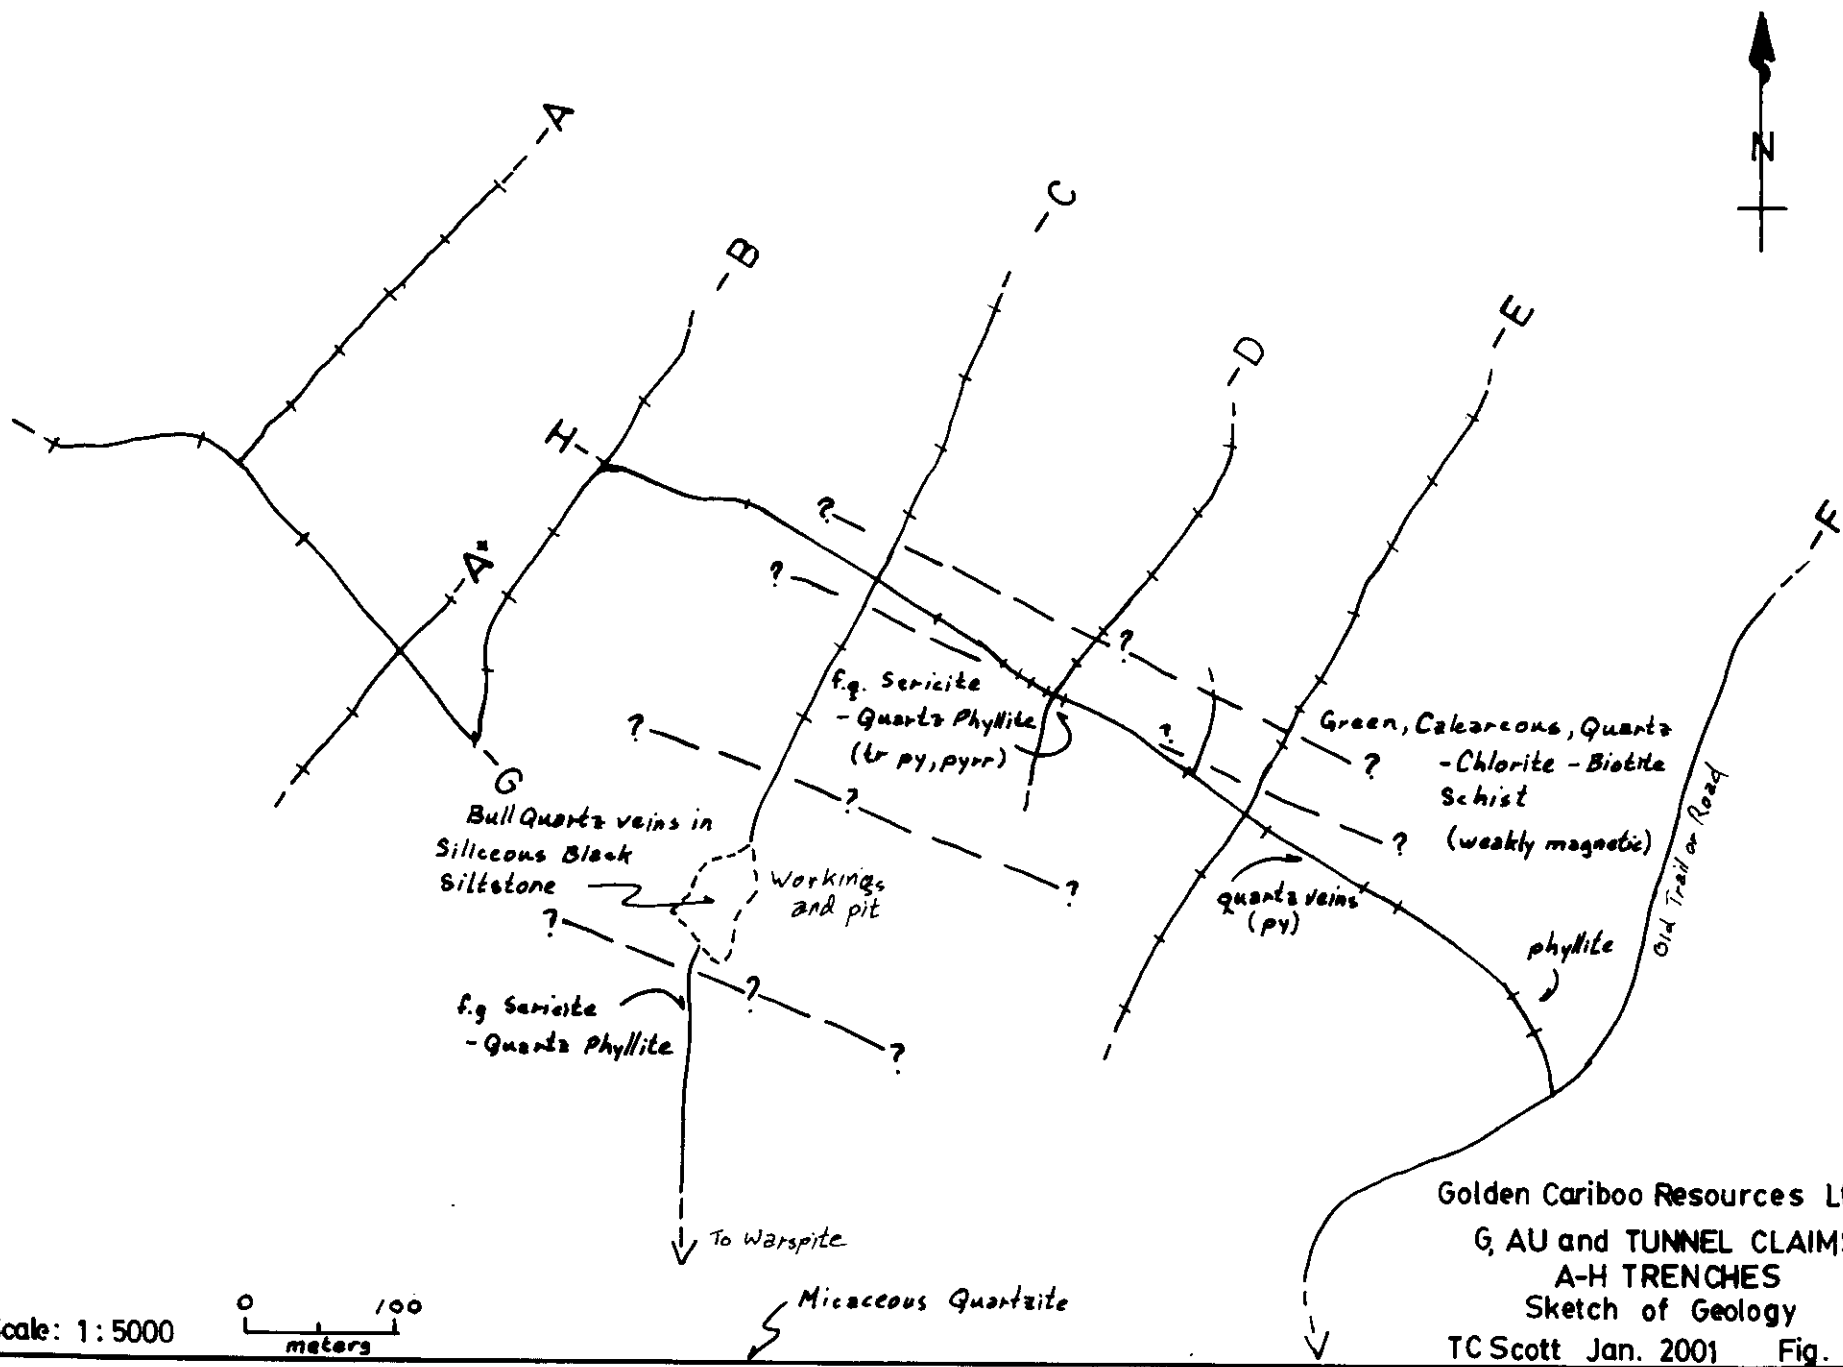 A
N
B
C
D
E
F
H
A"
G
?
?
?
?
?
?
?
?
?
?
?
?
?
f.g. Sericite
- Quartz Phyllite
(tr py, pyrr)
Green, Calcareous, Quartz
- Chlorite - Biotite
Schist
(weakly magnetic)
Bull Quartz veins in
Siliceous Black
Siltstone
Workings
and pit
quartz veins
(py)
phyllite
Old Trail or Road
f.g Sericite
- Quartz Phyllite
To Warspite
Micaceous Quartzite
Scale: 1:5000
0 100
meters
Golden Cariboo Resources
G, AU and TUNNEL CLAIMS
A-H TRENCHES
Sketch of Geology
TC Scott Jan. 2001 Fig.